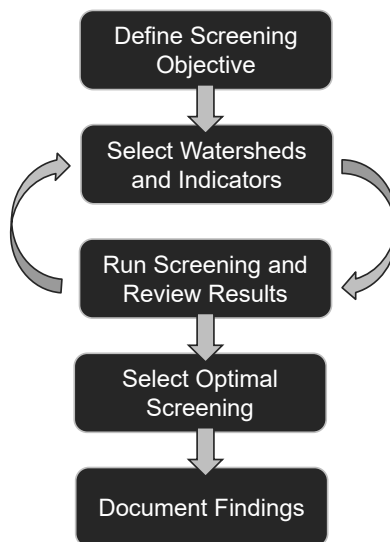 Define Screening
Objective
Select Watersheds
and Indicators
Run Screening and
Review Results
Select Optimal
Screening
Document Findings